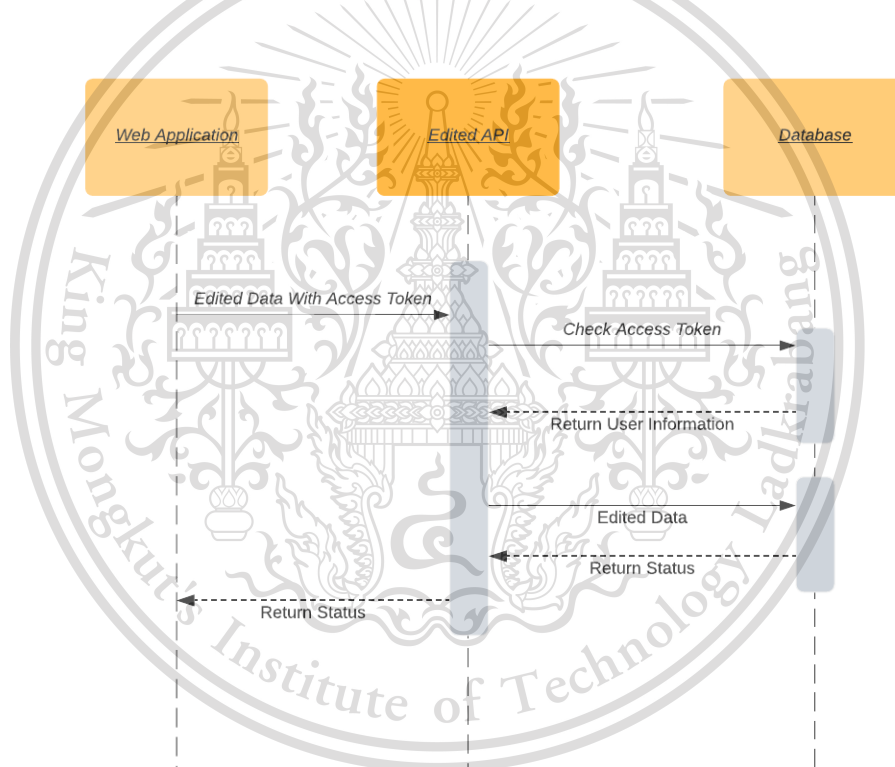 Web Application
Edited API
Database
Edited Data With Access Token
Check Access Token
Return User Information
Edited Data
Return Status
Return Status
King Mongkut's Institute of Technology Ladkrabang